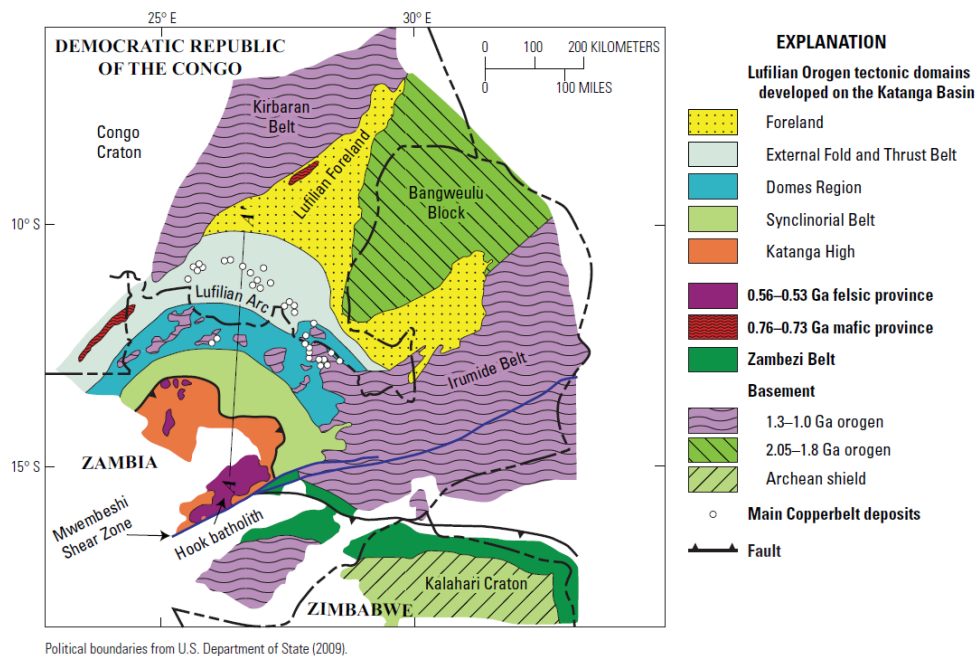 25° E
30° E
DEMOCRATIC REPUBLIC
OF THE CONGO
0 100 200 KILOMETERS
0 100 MILES
Kirbaran
Belt
Congo
Craton
Lufilian Foreland
Bangweulu
Block
10° S
A'
Lufilian Arc
Irumide Belt
ZAMBIA
15° S
A
Mwembeshi
Shear Zone
Hook batholith
Kalahari Craton
ZIMBABWE
Political boundaries from U.S. Department of State (2009).
EXPLANATION
Lufilian Orogen tectonic domains
developed on the Katanga Basin
Foreland
External Fold and Thrust Belt
Domes Region
Synclinorial Belt
Katanga High
0.56–0.53 Ga felsic province
0.76–0.73 Ga mafic province
Zambezi Belt
Basement
1.3–1.0 Ga orogen
2.05–1.8 Ga orogen
Archean shield
Main Copperbelt deposits
Fault